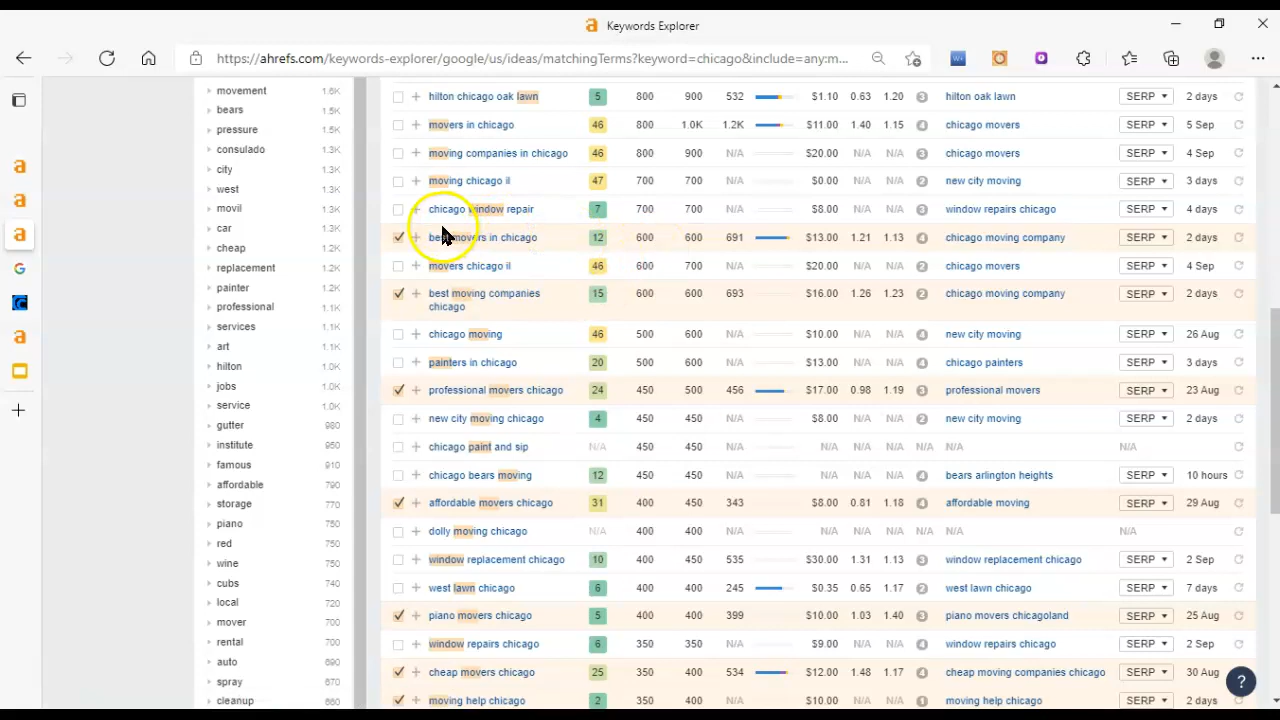 a Keywords Explorer
https://ahrefs.com/keywords-explorer/google/us/ideas/matchingTerms?keyword=chicago&include=any:m...
movement 1.6K
bears 1.5K
pressure 1.3K
consulado 1.3K
city 1.3K
west 1.3K
movil 1.3K
car 1.3K
cheap 1.2K
replacement 1.2K
painter 1.2K
professional 1.1K
services 1.1K
art 1.1K
hilton 1.0K
jobs 1.0K
service 1.0K
gutter 980
institute 950
famous 910
affordable 790
storage 770
piano 750
red 750
wine 750
cubs 740
local 720
mover 700
rental 700
auto 690
spray 670
cleanup 660
hilton chicago oak lawn 5 800 900 532 $1.10 0.63 1.20 3 hilton oak lawn SERP 2 days
movers in chicago 46 800 1.0K 1.2K $11.00 1.40 1.15 4 chicago movers SERP 5 Sep
moving companies in chicago 46 800 900 N/A $20.00 N/A N/A 3 chicago movers SERP 4 Sep
moving chicago il 47 700 700 N/A $0.00 N/A N/A 2 new city moving SERP 3 days
chicago window repair 7 700 700 N/A $8.00 N/A N/A 3 window repairs chicago SERP 4 days
best movers in chicago 12 600 600 691 $13.00 1.21 1.13 4 chicago moving company SERP 2 days
movers chicago il 46 600 700 N/A $20.00 N/A N/A 3 chicago movers SERP 4 Sep
best moving companies chicago 15 600 600 693 $16.00 1.26 1.23 2 chicago moving company SERP 2 days
chicago moving 46 500 600 N/A $10.00 N/A N/A 4 new city moving SERP 26 Aug
painters in chicago 20 500 600 N/A $13.00 N/A N/A 4 chicago painters SERP 3 days
professional movers chicago 24 450 500 456 $17.00 0.98 1.19 3 professional movers SERP 23 Aug
new city moving chicago 4 450 450 N/A $8.00 N/A N/A 2 new city moving SERP 2 days
chicago paint and sip N/A 450 450 N/A N/A N/A N/A N/A N/A N/A
chicago bears moving 12 450 450 N/A N/A N/A N/A 4 bears arlington heights SERP 10 hours
affordable movers chicago 31 400 450 343 $8.00 0.81 1.18 4 affordable moving SERP 29 Aug
dolly moving chicago N/A 400 400 N/A N/A N/A N/A N/A N/A N/A
window replacement chicago 10 400 450 535 $30.00 1.31 1.13 3 window replacement chicago SERP 2 Sep
west lawn chicago 6 400 400 245 $0.35 0.65 1.17 2 west lawn chicago SERP 7 days
piano movers chicago 5 400 400 399 $10.00 1.03 1.40 3 piano movers chicagoland SERP 25 Aug
window repairs chicago 6 350 350 N/A $9.00 N/A N/A 4 window repairs chicago SERP 2 Sep
cheap movers chicago 25 350 400 534 $12.00 1.48 1.17 4 cheap moving companies chicago SERP 30 Aug
moving help chicago 2 350 400 N/A $10.00 N/A N/A 1 moving help chicago SERP 2 days
?